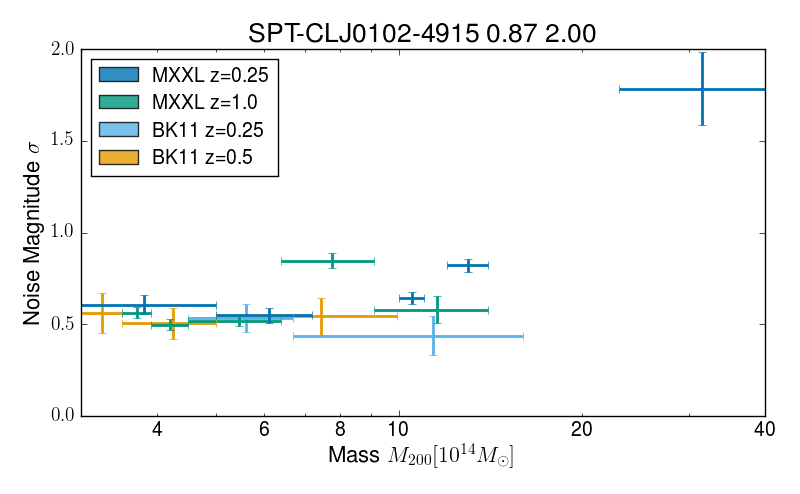 SPT-CLJ0102-4915 0.87 2.00
2.0
1.5
1.0
0.5
0.0
Noise Magnitude σ
MXXL z=0.25
MXXL z=1.0
BK11 z=0.25
BK11 z=0.5
4 6 8 10 20 40
Mass M₂₀₀[10¹⁴M☉]